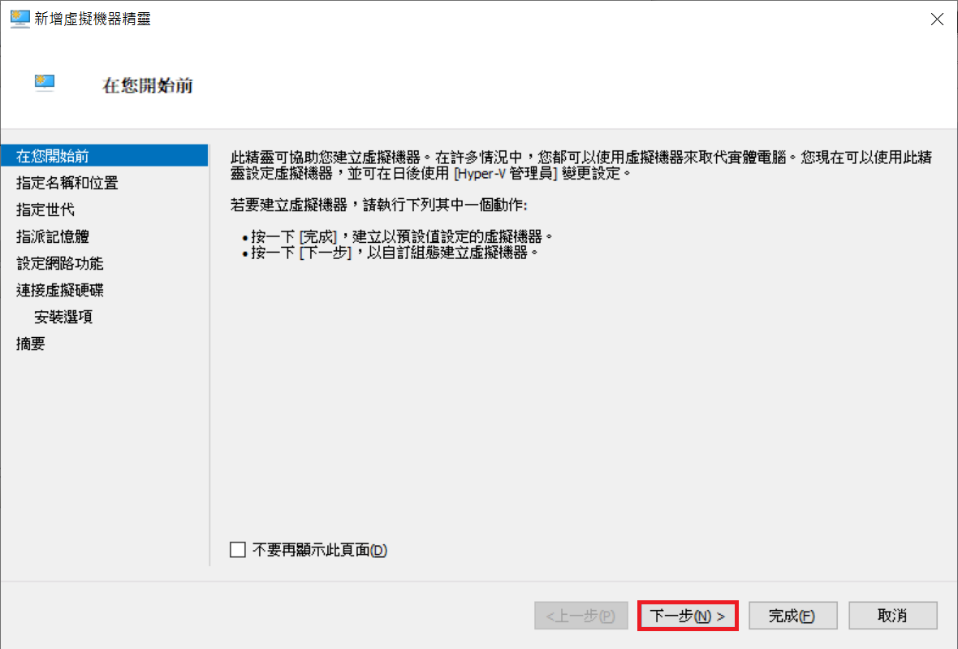 新增虛擬機器精靈
在您開始前
在您開始前
指定名稱和位置
指定世代
指派記憶體
設定網路功能
連接虛擬硬碟
安裝選項
摘要
此精靈可協助您建立虛擬機器。在許多情況中，您都可以使用虛擬機器來取代實體電腦。您現在可以使用此精
靈設定虛擬機器，並可在日後使用 [Hyper-V 管理員] 變更設定。
若要建立虛擬機器，請執行下列其中一個動作:
•按一下 [完成]，建立以預設值設定的虛擬機器。
•按一下 [下一步]，以自訂組態建立虛擬機器。
不要再顯示此頁面(D)
<上一步(P)
下一步(N) >
完成(F)
取消